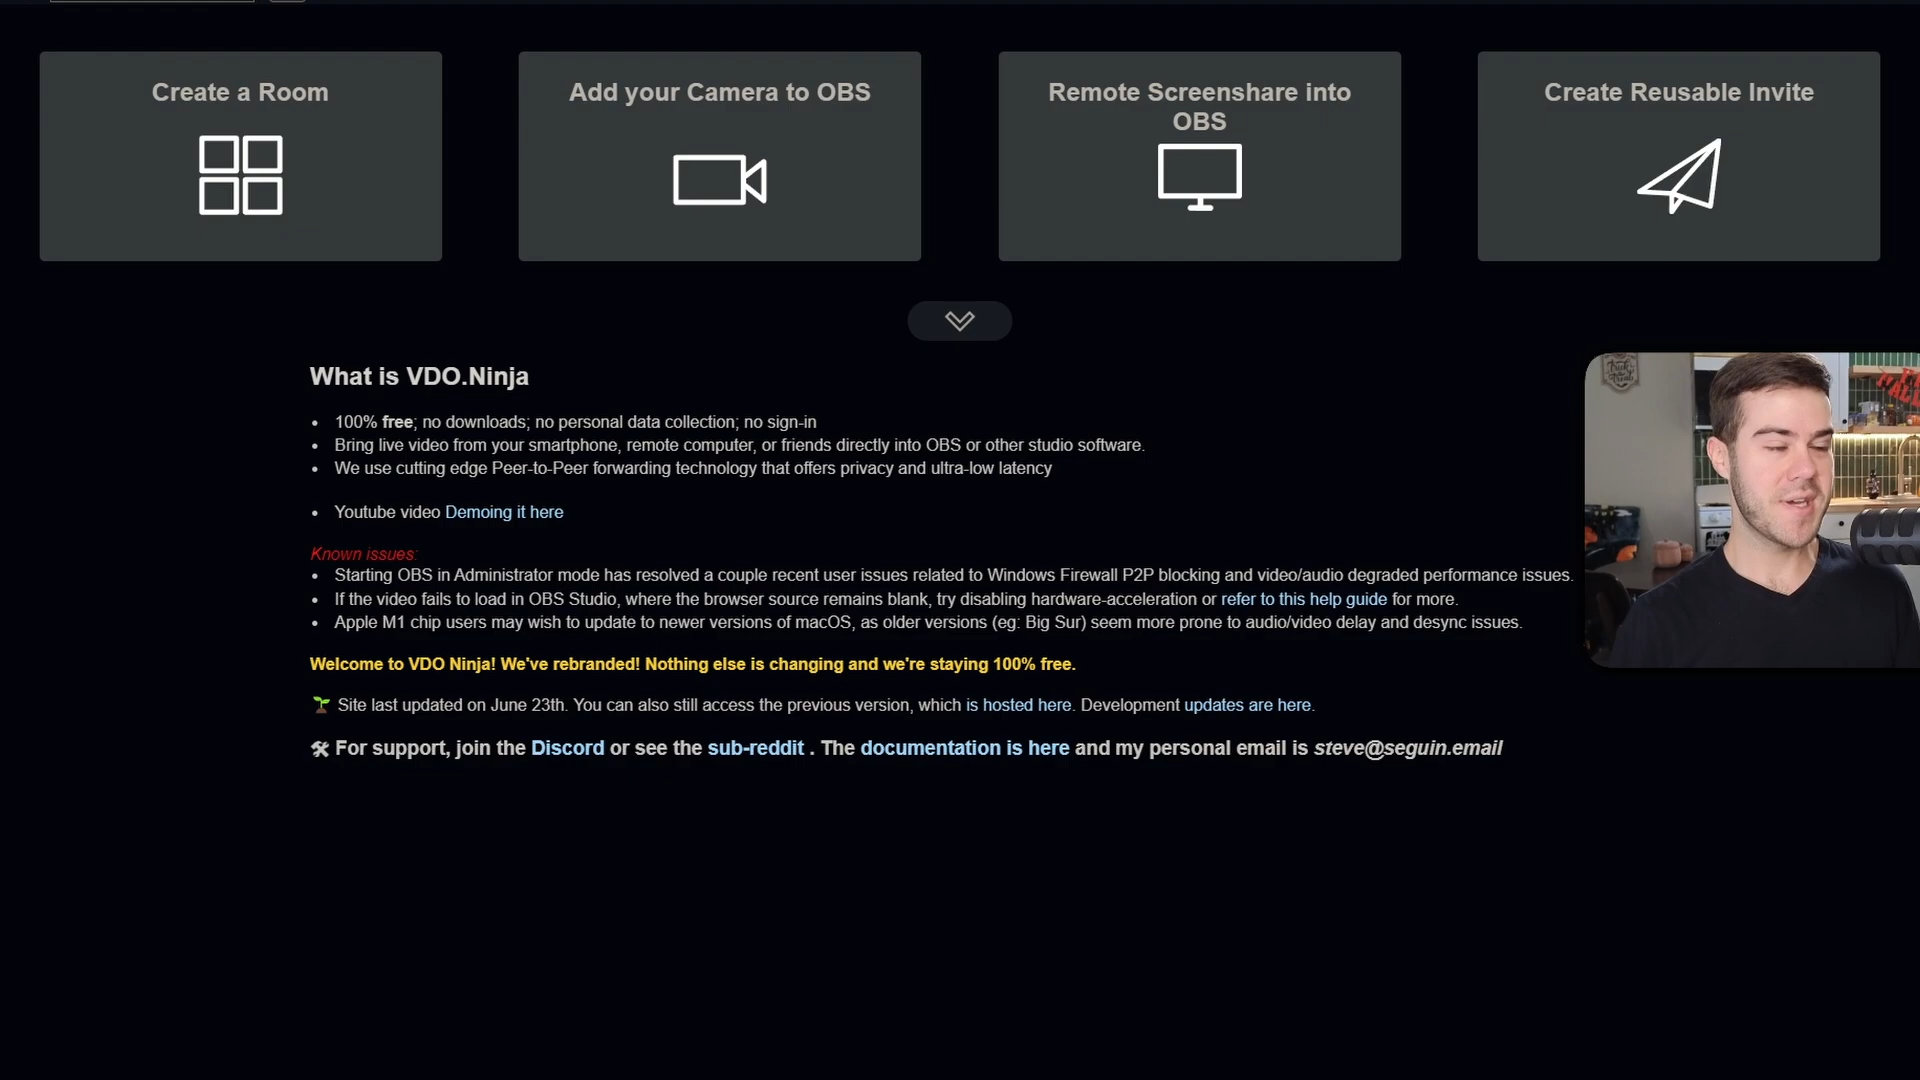 Create a Room
Add your Camera to OBS
Remote Screenshare into
OBS
Create Reusable Invite
What is VDO.Ninja
• 100% free; no downloads; no personal data collection; no sign-in
• Bring live video from your smartphone, remote computer, or friends directly into OBS or other studio software.
• We use cutting edge Peer-to-Peer forwarding technology that offers privacy and ultra-low latency
• Youtube video Demoing it here
Known issues:
• Starting OBS in Administrator mode has resolved a couple recent user issues related to Windows Firewall P2P blocking and video/audio degraded performance issues.
• If the video fails to load in OBS Studio, where the browser source remains blank, try disabling hardware-acceleration or refer to this help guide for more.
• Apple M1 chip users may wish to update to newer versions of macOS, as older versions (eg: Big Sur) seem more prone to audio/video delay and desync issues.
Welcome to VDO Ninja! We've rebranded! Nothing else is changing and we're staying 100% free.
🌱 Site last updated on June 23th. You can also still access the previous version, which is hosted here. Development updates are here.
🛠 For support, join the Discord or see the sub-reddit . The documentation is here and my personal email is steve@seguin.email